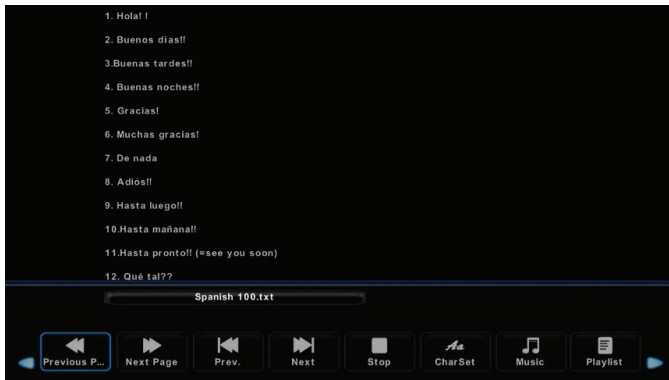 1. Hola! !
2. Buenos dias!!
3.Buenas tardes!!
4. Buenas noches!!
5. Gracias!
6. Muchas gracias!
7. De nada
8. Adiós!!
9. Hasta luego!!
10.Hasta mañana!!
11.Hasta pronto!! (=see you soon)
12. Qué tal??
Spanish 100.txt
Previous P... Next Page Prev. Next Stop Aa CharSet Music Playlist